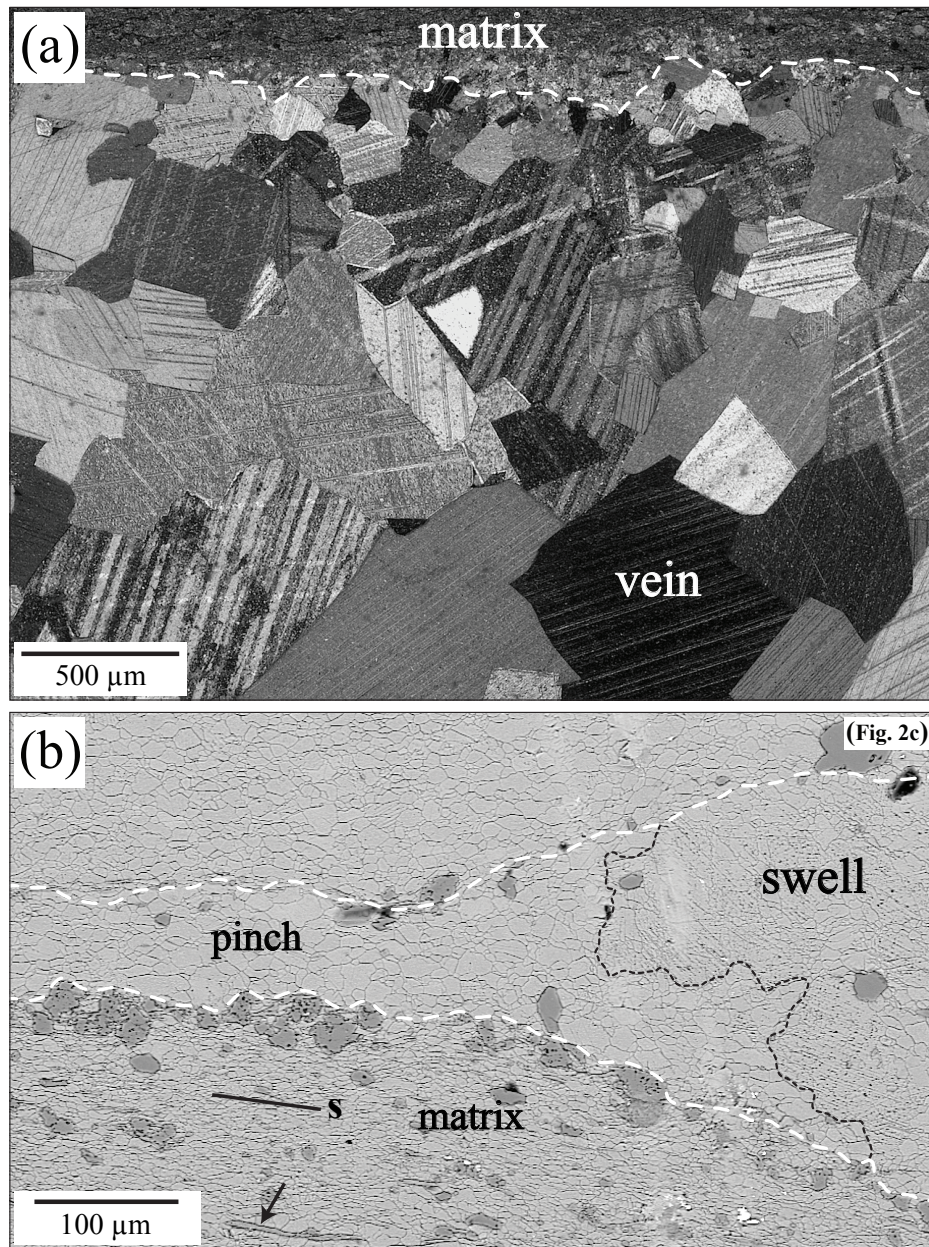 (a)
matrix
vein
500 µm
(b)
(Fig. 2c)
swell
pinch
s
matrix
100 µm